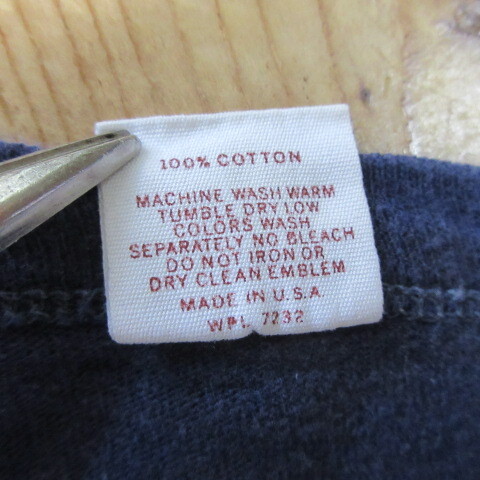 100% COTTON
MACHINE WASH WARM
TUMBLE DRY LOW
COLORS WASH
SEPARATELY NO BLEACH
DO NOT IRON OR
DRY CLEAN EMBLEM
MADE IN U.S.A.
WPL 7232